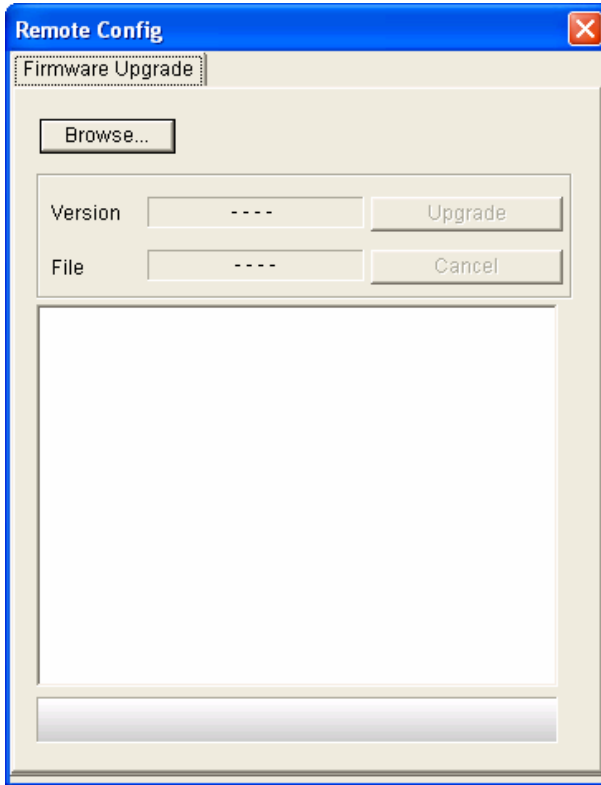 Remote Config
Firmware Upgrade
Browse...
Version ---- Upgrade
File ---- Cancel